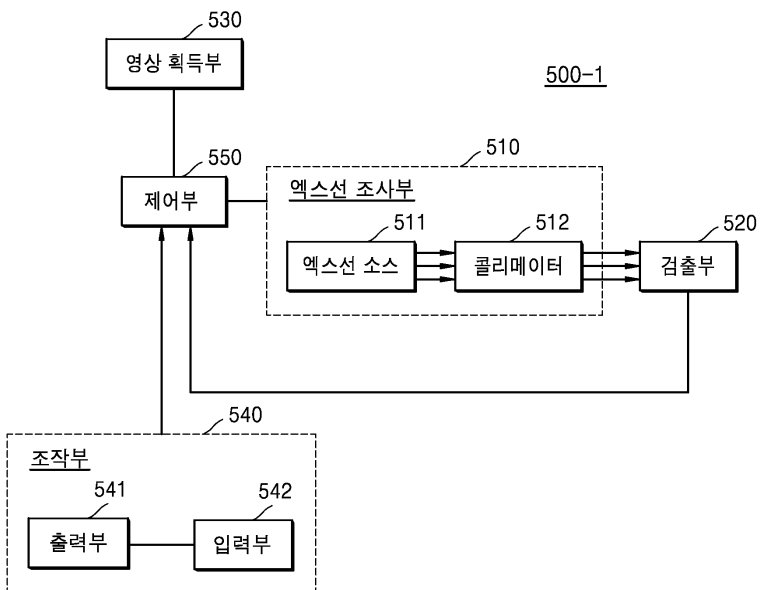 530
영상 획득부
500-1
550
제어부
510
엑스선 조사부
511
엑스선 소스
512
콜리메이터
520
검출부
540
조작부
541
출력부
542
입력부